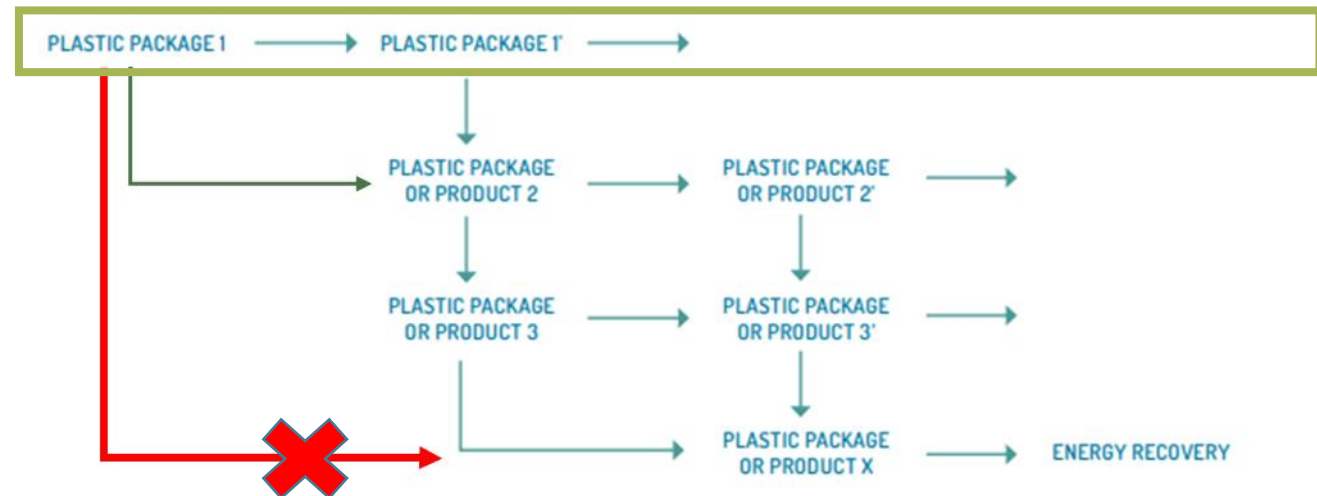 PLASTIC PACKAGE 1
PLASTIC PACKAGE 1'
PLASTIC PACKAGE
OR PRODUCT 2
PLASTIC PACKAGE
OR PRODUCT 2'
PLASTIC PACKAGE
OR PRODUCT 3
PLASTIC PACKAGE
OR PRODUCT 3'
PLASTIC PACKAGE
OR PRODUCT X
ENERGY RECOVERY